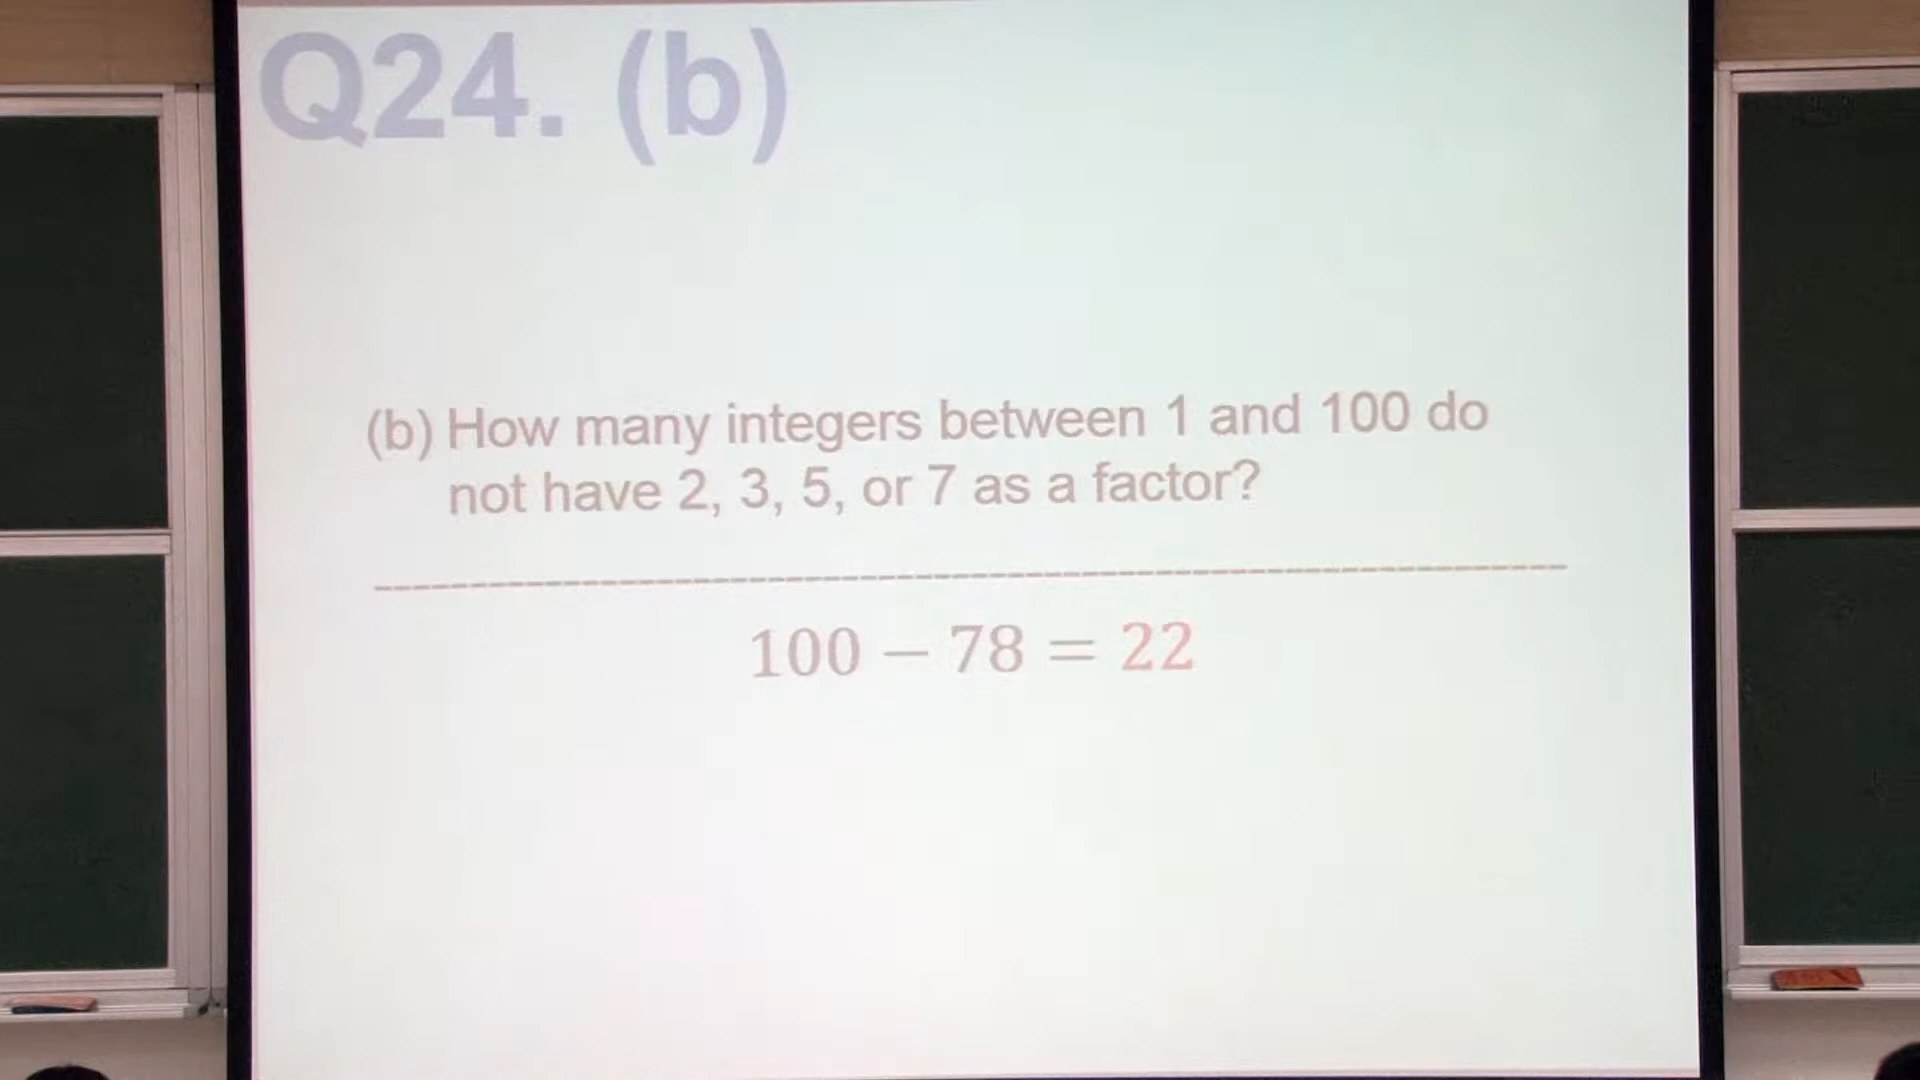 Q24. (b)
(b) How many integers between 1 and 100 do
not have 2, 3, 5, or 7 as a factor?
100 − 78 = 22